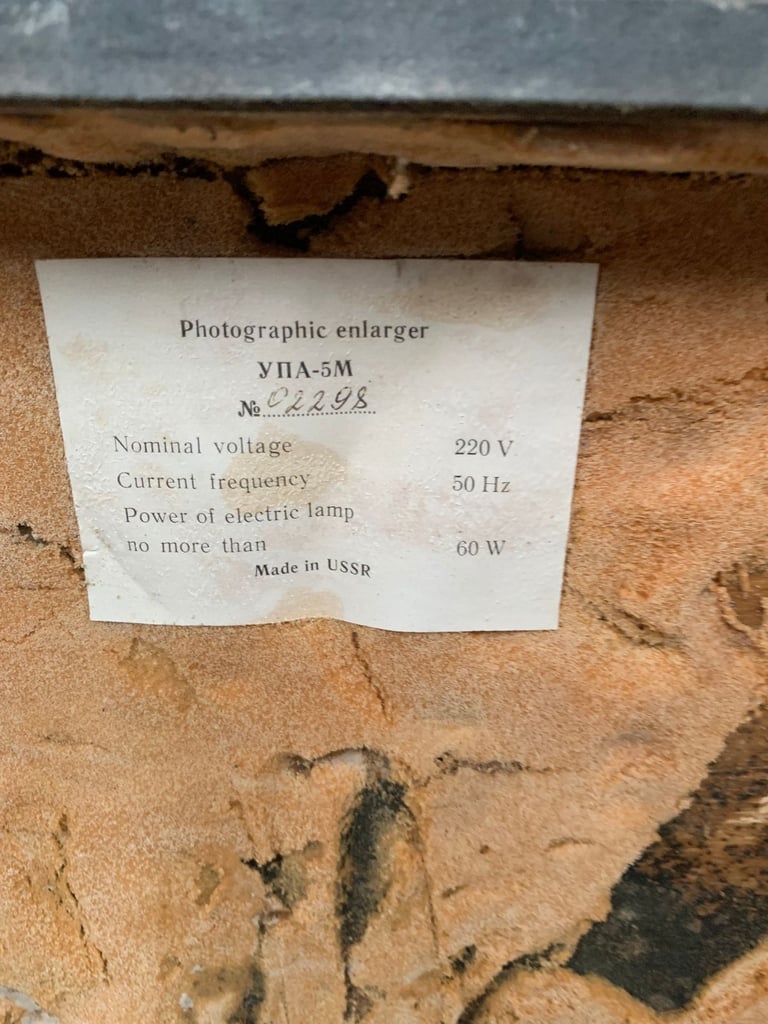 Photographic enlarger
УПА-5М
№ 02298
Nominal voltage 220 V
Current frequency 50 Hz
Power of electric lamp
no more than 60 W
Made in USSR